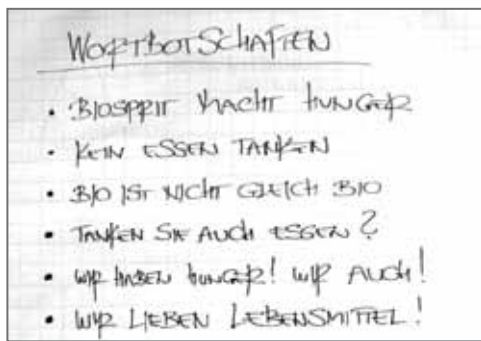 WORTBOTSCHAFTEN
• BIOSPRIT MACHT HUNGER
• KEIN ESSEN TANKEN
• BIO IST NICHT GLEICH BIO
• TANKEN SIE AUCH ESSEN?
• WIR HABEN HUNGER! WIR AUCH!
• WIR LIEBEN LEBENSMITTEL!